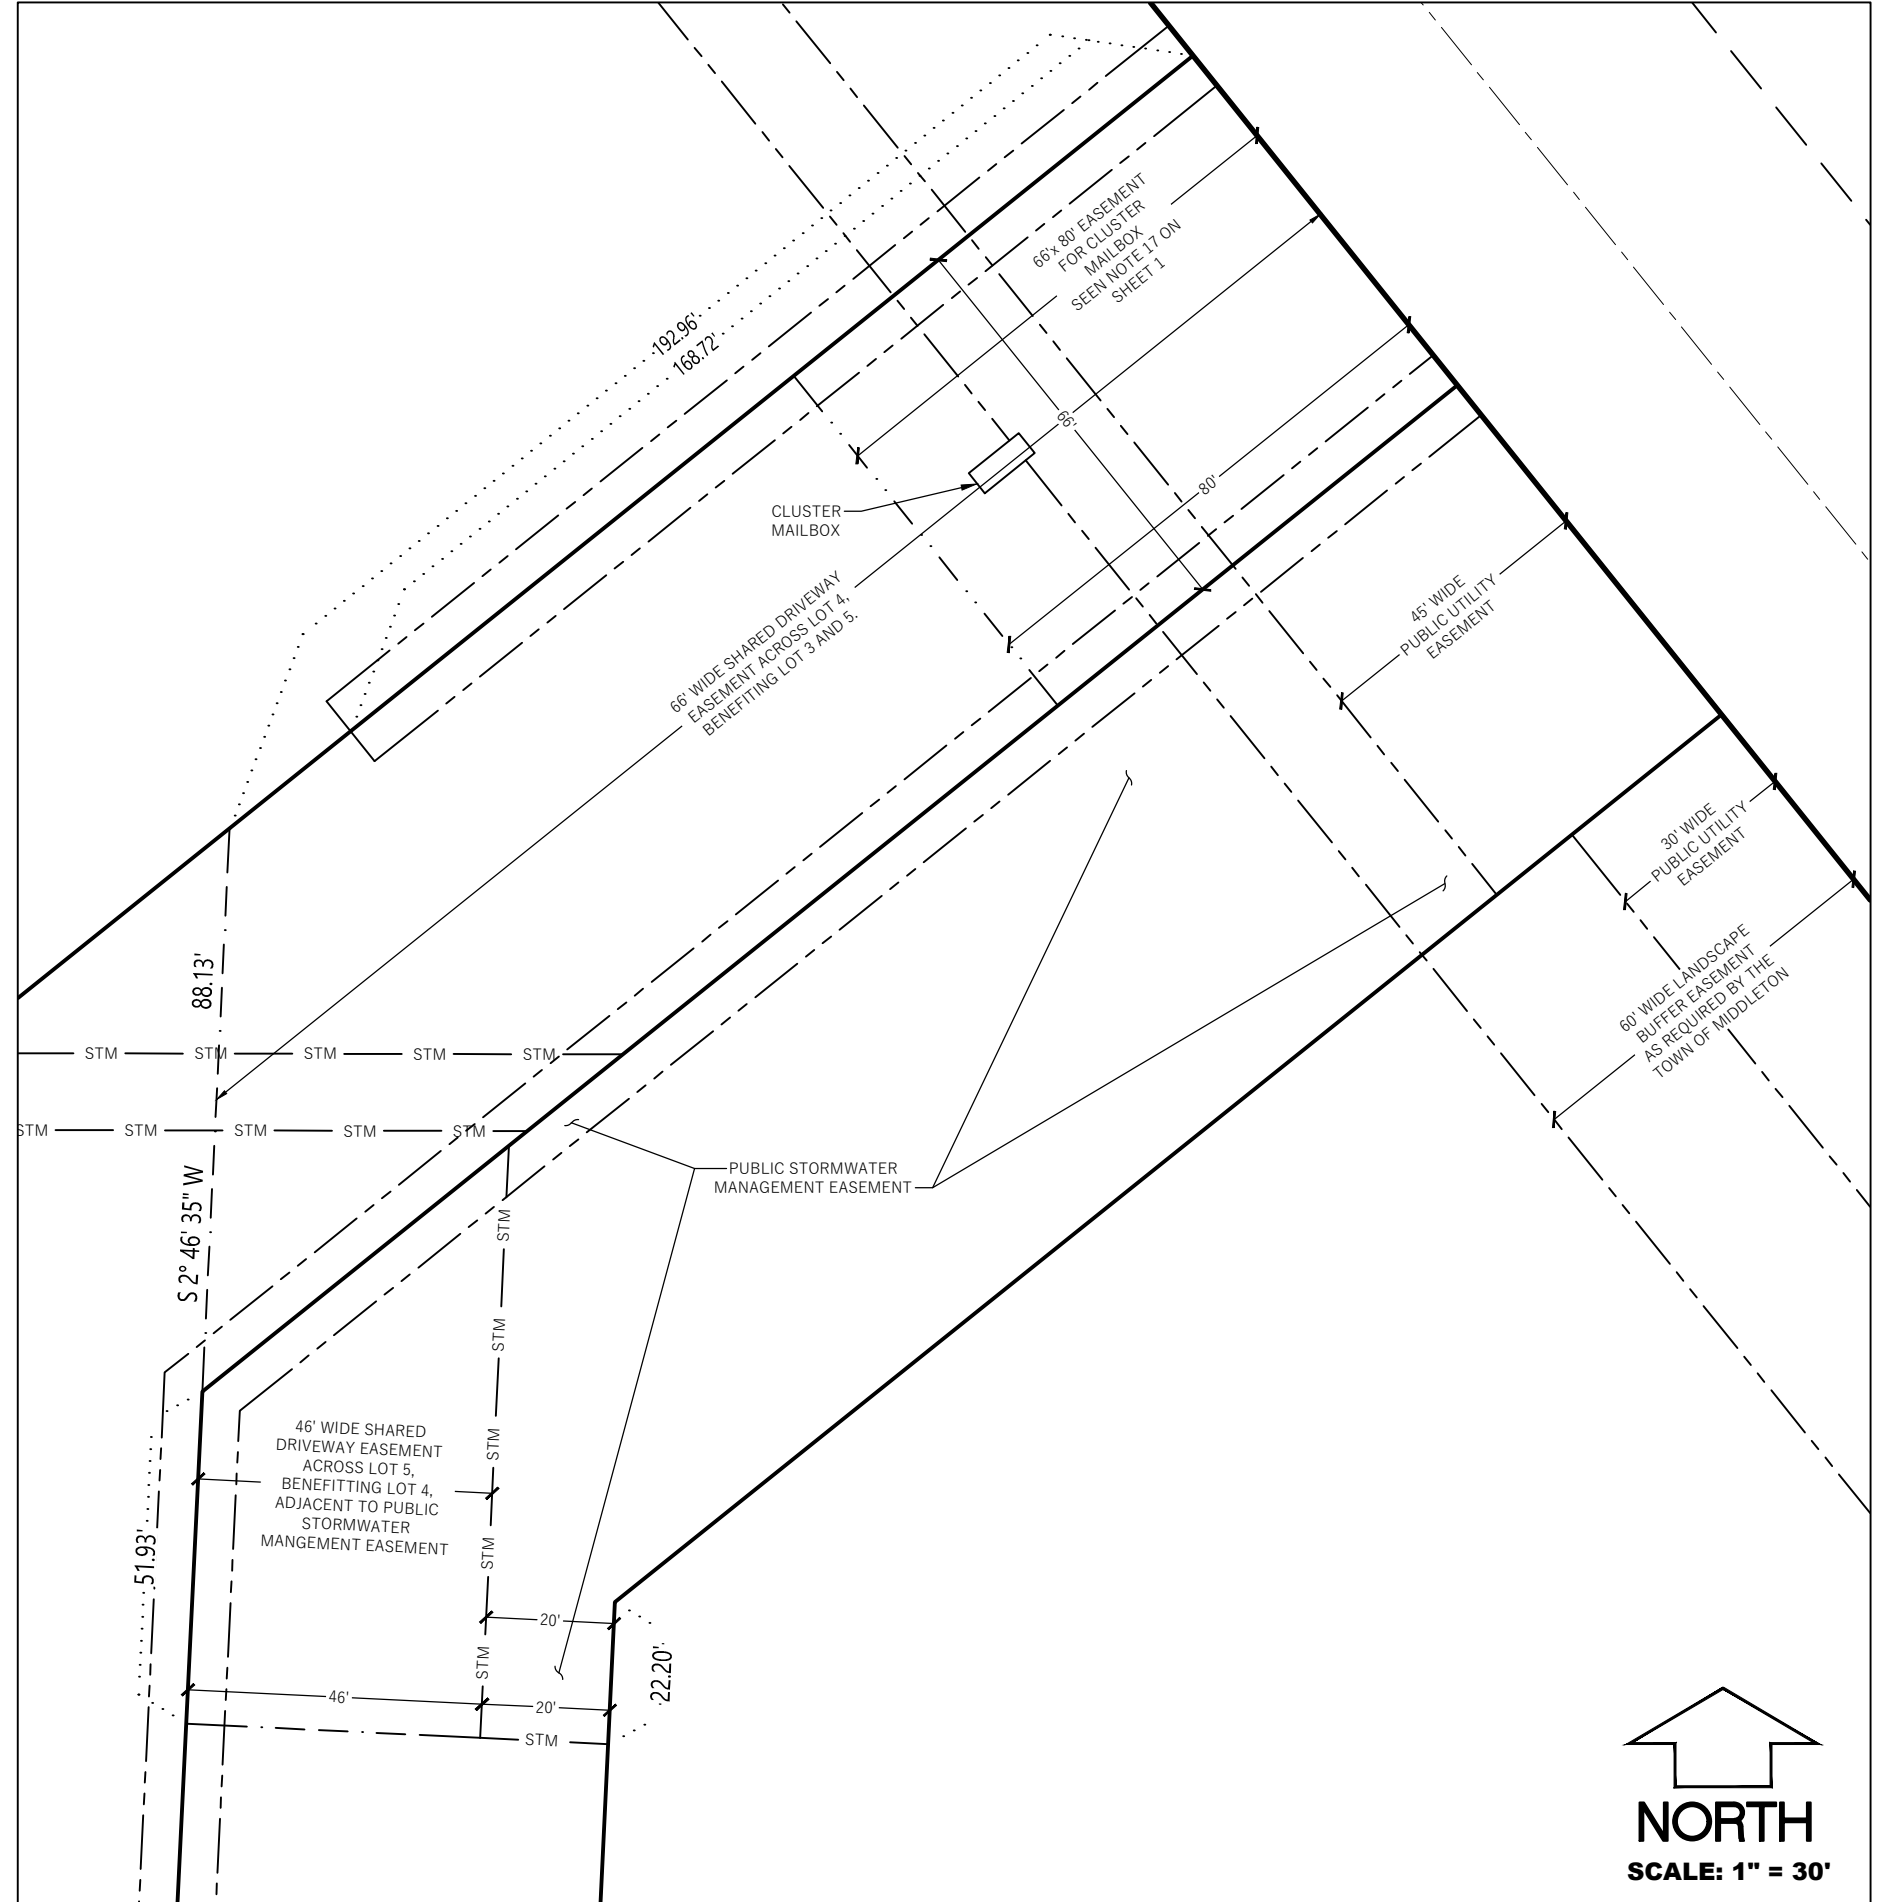 192.96'
168.72'
66'x 80' EASEMENT
FOR CLUSTER
MAILBOX
SEEN NOTE 17 ON
SHEET 1
66'
80'
CLUSTER
MAILBOX
66' WIDE SHARED DRIVEWAY
EASEMENT ACROSS LOT 4,
BENEFITING LOT 3 AND 5.
45' WIDE
PUBLIC UTILITY
EASEMENT
30' WIDE
PUBLIC UTILITY
EASEMENT
60' WIDE LANDSCAPE
BUFFER EASEMENT
AS REQUIRED BY THE
TOWN OF MIDDLETON
88.13'
STM STM STM STM STM
STM STM STM STM STM
S 2° 46' 35" W
PUBLIC STORMWATER
MANAGEMENT EASEMENT
STM
STM
STM
STM
STM
46' WIDE SHARED
DRIVEWAY EASEMENT
ACROSS LOT 5,
BENEFITTING LOT 4,
ADJACENT TO PUBLIC
STORMWATER
MANGEMENT EASEMENT
51.93'
20'
22.20'
46'
20'
STM
NORTH
SCALE: 1" = 30'